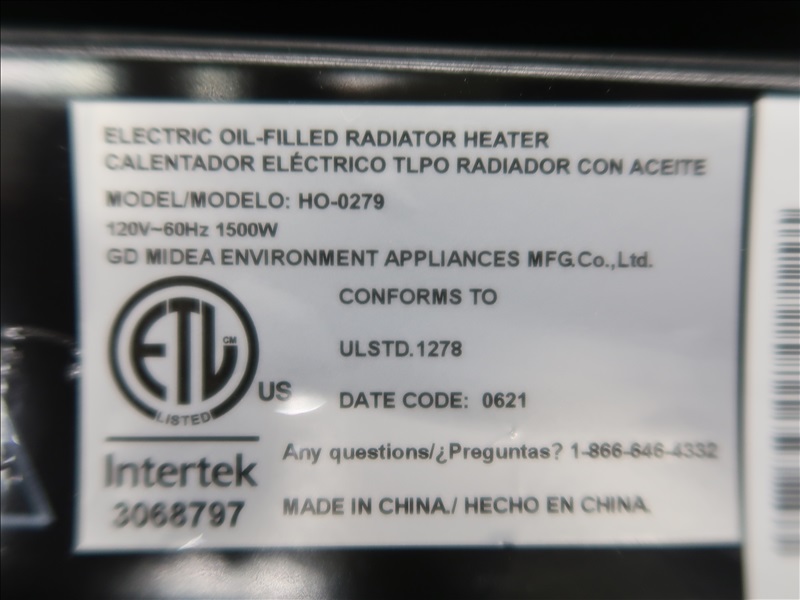 ELECTRIC OIL-FILLED RADIATOR HEATER
CALENTADOR ELÉCTRICO TLPO RADIADOR CON ACEITE
MODEL/MODELO: HO-0279
120V~60Hz 1500W
GD MIDEA ENVIRONMENT APPLIANCES MFG.Co.,Ltd.
ETL CM
LISTED
US
CONFORMS TO
ULSTD.1278
DATE CODE: 0621
Intertek
3068797
Any questions/¿Preguntas? 1-866-646-4332
MADE IN CHINA./ HECHO EN CHINA.